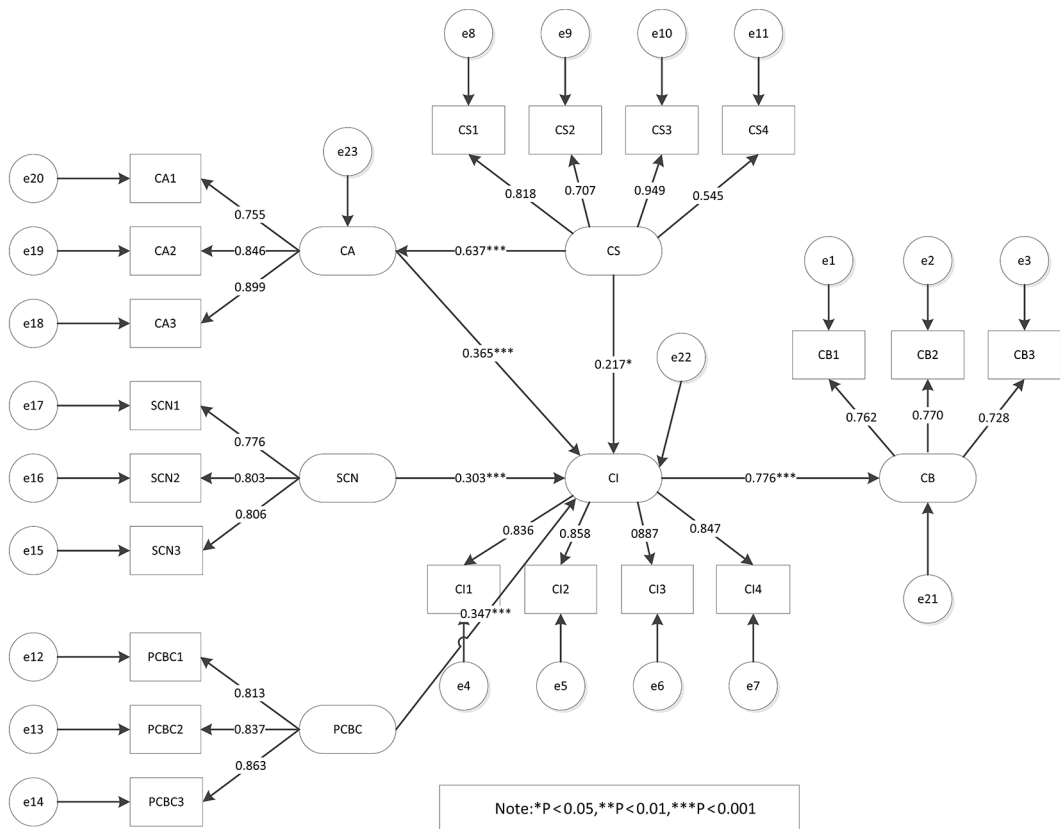 e8
e9
e10
e11
CS1
CS2
CS3
CS4
e23
e20
CA1
0.818
0.707
0.949
0.545
0.755
e19
CA2
0.846
CA
0.637***
CS
0.899
e18
CA3
e1
e2
e3
CB1
CB2
CB3
0.365***
0.217*
e22
e17
SCN1
0.762
0.770
0.728
0.776
e16
SCN2
0.803
SCN
0.303***
CI
0.776***
CB
0.806
e15
SCN3
0.836
0.858
0887
0.847
CI1
CI2
CI3
CI4
e21
0.347***
e12
PCBC1
e4
e5
e6
e7
0.813
e13
PCBC2
0.837
PCBC
0.863
e14
PCBC3
Note:*P<0.05,**P<0.01,***P<0.001